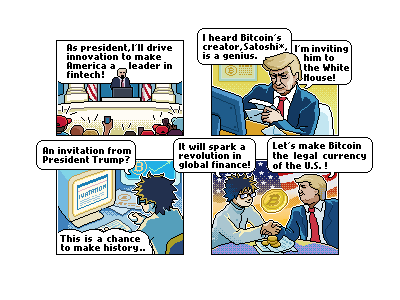 As president,I'll drive
innovation to make
America a leader in
fintech!
I heard Bitcoin's
creator,Satoshi*,
is a genius.
I'm inviting
him to
the White
House!
An invitation from
President Trump?
INVITATION
This is a chance
to make history..
It will spark a
revolution in
global finance!
Let's make Bitcoin
the legal currency
of the U.S.!